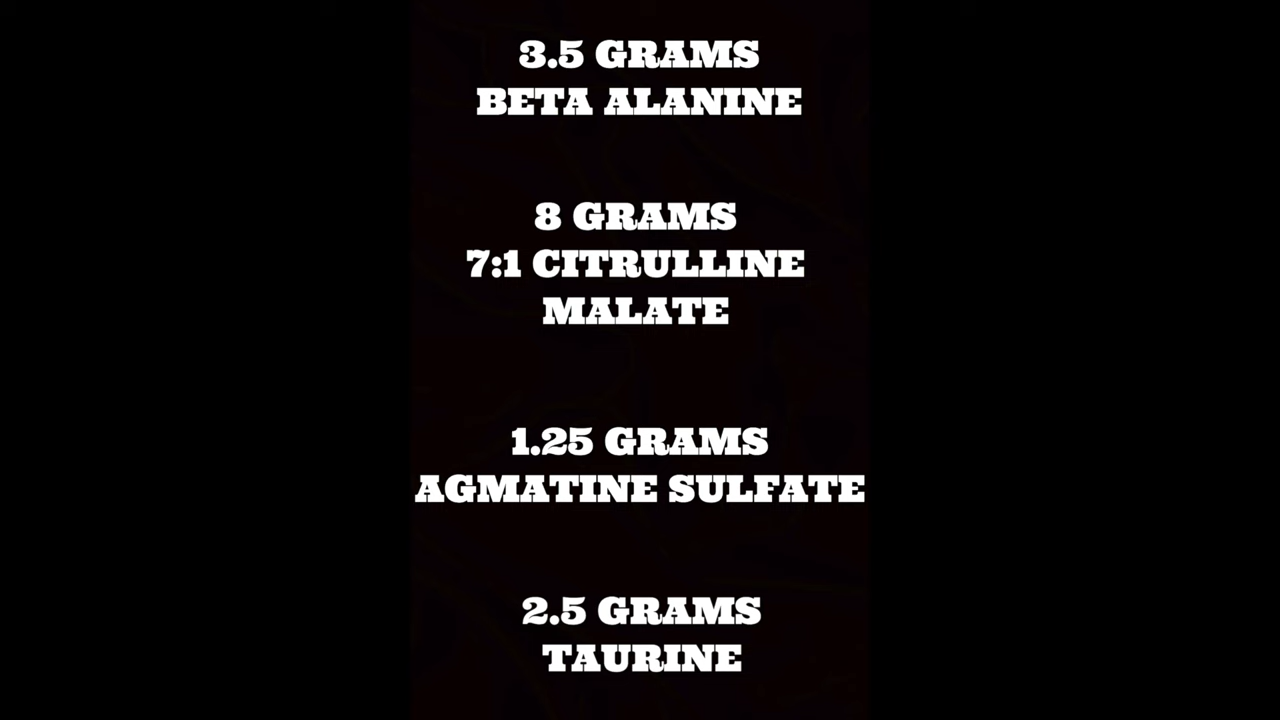 3.5 GRAMS
BETA ALANINE
8 GRAMS
7:1 CITRULLINE
MALATE
1.25 GRAMS
AGMATINE SULFATE
2.5 GRAMS
TAURINE